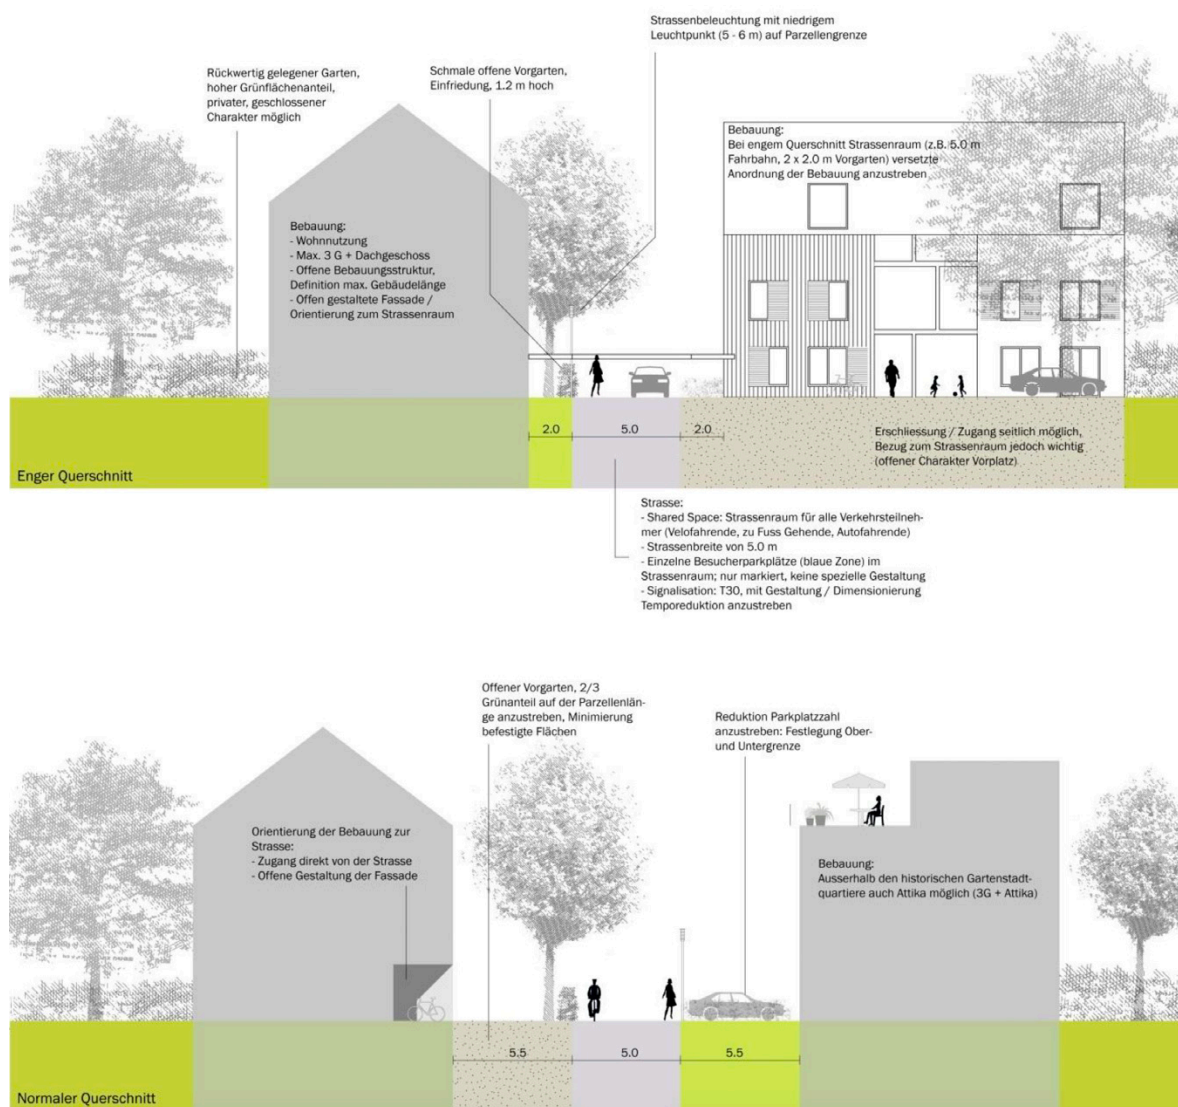 Strassenbeleuchtung mit niedrigem
Leuchtpunkt (5 - 6 m) auf Parzellengrenze
Rückwertig gelegener Garten,
hoher Grünflächenanteil,
privater, geschlossener
Charakter möglich
Schmale offene Vorgarten,
Einfriedung, 1.2 m hoch
Bebauung:
Bei engem Querschnitt Strassenraum (z.B. 5.0 m
Fahrbahn, 2 x 2.0 m Vorgarten) versetzte
Anordnung der Bebauung anzustreben
Bebauung:
- Wohnnutzung
- Max. 3 G + Dachgeschoss
- Offene Bebauungsstruktur,
Definition max. Gebäudelänge
- Offen gestaltete Fassade /
Orientierung zum Strassenraum
2.0
5.0
2.0
Erschliessung / Zugang seitlich möglich,
Bezug zum Strassenraum jedoch wichtig
(offener Charakter Vorplatz)
Enger Querschnitt
Strasse:
- Shared Space: Strassenraum für alle Verkehrsteilneh-
mer (Velofahrende, zu Fuss Gehende, Autofahrende)
- Strassenbreite von 5.0 m
- Einzelne Besucherparkplätze (blaue Zone) im
Strassenraum; nur markiert, keine spezielle Gestaltung
- Signalisation: T30, mit Gestaltung / Dimensionierung
Temporeduktion anzustreben
Offener Vorgarten, 2/3
Grünanteil auf der Parzellenlän-
ge anzustreben, Minimierung
befestigte Flächen
Reduktion Parkplatzzahl
anzustreben: Festlegung Ober-
und Untergrenze
Orientierung der Bebauung zur
Strasse:
- Zugang direkt von der Strasse
- Offene Gestaltung der Fassade
Bebauung:
Ausserhalb den historischen Gartenstadt-
quartiere auch Attika möglich (3G + Attika)
5.5
5.0
5.5
Normaler Querschnitt